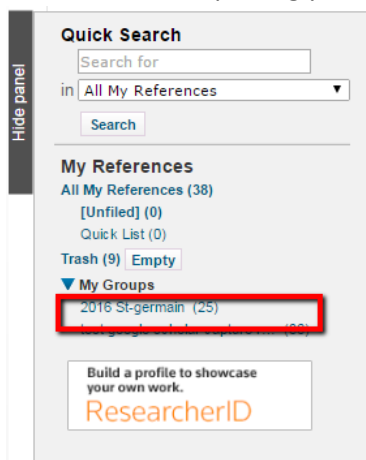 Hide panel
Quick Search
Search for
in All My References
Search
My References
All My References (38)
[Unfiled] (0)
Quick List (0)
Trash (9) Empty
My Groups
2016 St-germain (25)
Build a profile to showcase
your own work.
ResearcherID